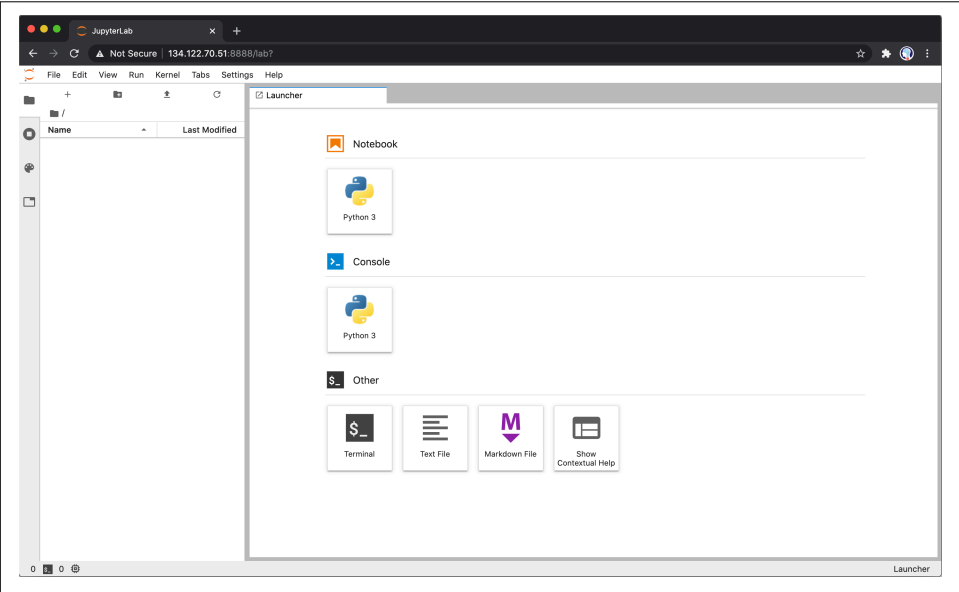 JupyterLab
Not Secure | 134.122.70.51:8888/lab?
File Edit View Run Kernel Tabs Settings Help
/
Name Last Modified
Launcher
Notebook
Python 3
Console
Python 3
$_ Other
$_
Terminal
Text File
M
Markdown File
Show
Contextual Help
0 $_ 0
Launcher